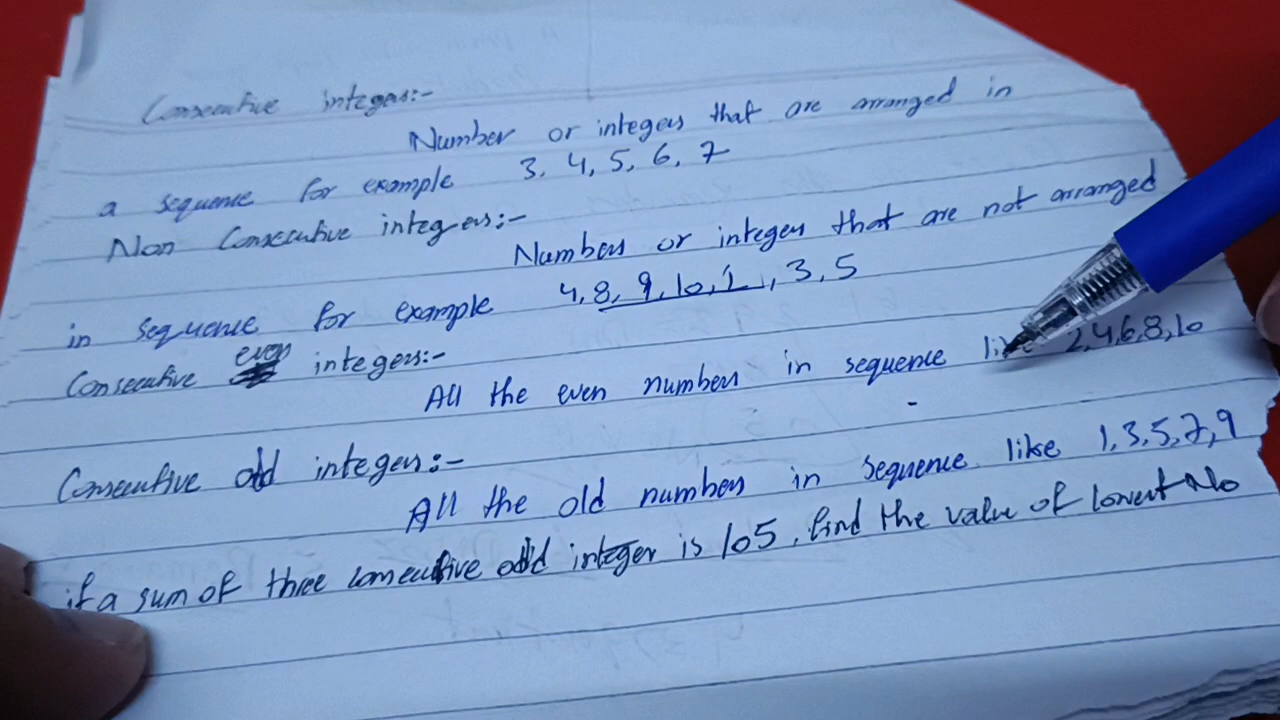 Consecutive integers:-
Number or integers that are arranged in
a sequence for example 3, 4, 5, 6, 7
Non Consecutive integers:-
Numbers or integers that are not arranged
in sequence for example 4,8,9,10,1,3,5
Consecutive even integers:-
All the even numbers in sequence like 2,4,6,8,10
Consecutive odd integers:-
All the old numbers in sequence like 1,3,5,7,9
if a sum of three consecutive odd integer is 105, find the value of lowest No